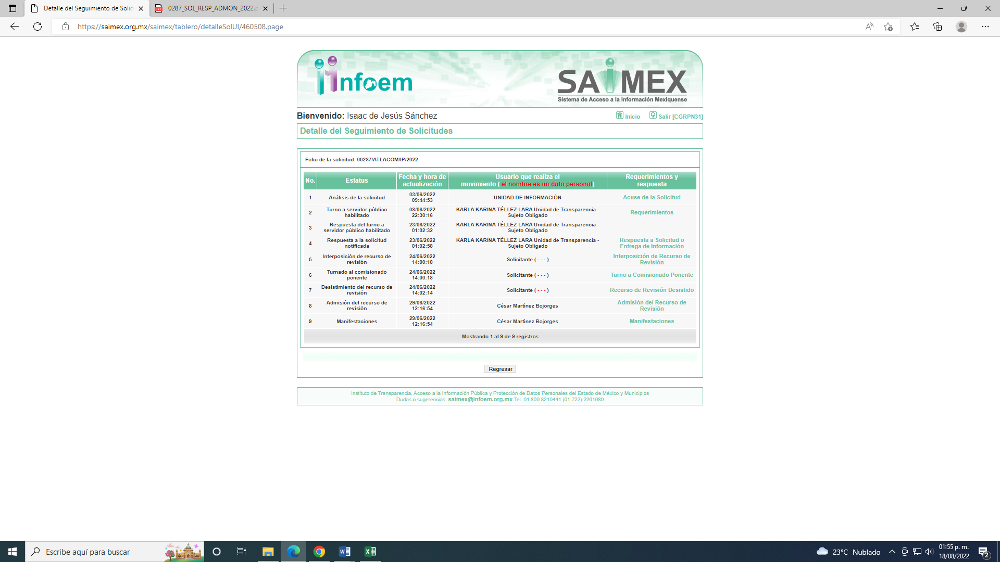 Detalle del Seguimiento de Solic
0287_SOL_RESP_ADMON_2022.p
https://saimex.org.mx/saimex/tablero/detalleSolUI/460508.page
infoem
SAIMEX
Sistema de Acceso a la Información Mexiquense
Bienvenido: Isaac de Jesús Sánchez
Inicio
Salir [CGRPN31]
Detalle del Seguimiento de Solicitudes
Folio de la solicitud: 00287/ATLACOM/IP/2022
No.
Estatus
Fecha y hora de
actualización
Usuario que realiza el
movimiento ( el nombre es un dato personal)
Requerimientos y
respuesta
1
Análisis de la solicitud
03/06/2022
09:44:53
UNIDAD DE INFORMACIÓN
Acuse de la Solicitud
2
Turno a servidor público
habilitado
08/06/2022
22:30:16
KARLA KARINA TÉLLEZ LARA Unidad de Transparencia -
Sujeto Obligado
Requerimientos
3
Respuesta del turno a
servidor público habilitado
23/06/2022
01:02:32
KARLA KARINA TÉLLEZ LARA Unidad de Transparencia -
Sujeto Obligado
4
Respuesta a la solicitud
notificada
23/06/2022
01:02:58
KARLA KARINA TÉLLEZ LARA Unidad de Transparencia -
Sujeto Obligado
Respuesta a Solicitud o
Entrega de Información
5
Interposición de recurso de
revisión
24/06/2022
14:00:18
Solicitante ( - - - )
Interposición de Recurso de
Revisión
6
Turnado al comisionado
ponente
24/06/2022
14:00:18
Solicitante ( - - - )
Turno a Comisionado Ponente
7
Desistimiento del recurso de
revisión
24/06/2022
14:02:14
Solicitante ( - - - )
Recurso de Revisión Desistido
8
Admisión del recurso de
revisión
29/06/2022
12:16:54
César Martínez Bojorges
Admisión del Recurso de
Revisión
9
Manifestaciones
29/06/2022
12:16:54
César Martínez Bojorges
Manifestaciones
Mostrando 1 al 9 de 9 registros
Regresar
Instituto de Transparencia, Acceso a la Información Pública y Protección de Datos Personales del Estado de México y Municipios
Dudas o sugerencias: saimex@infoem.org.mx Tel. 01 800 8210441 (01 722) 2261980
Escribe aquí para buscar
23°C Nublado
01:55 p. m.
18/08/2022
2